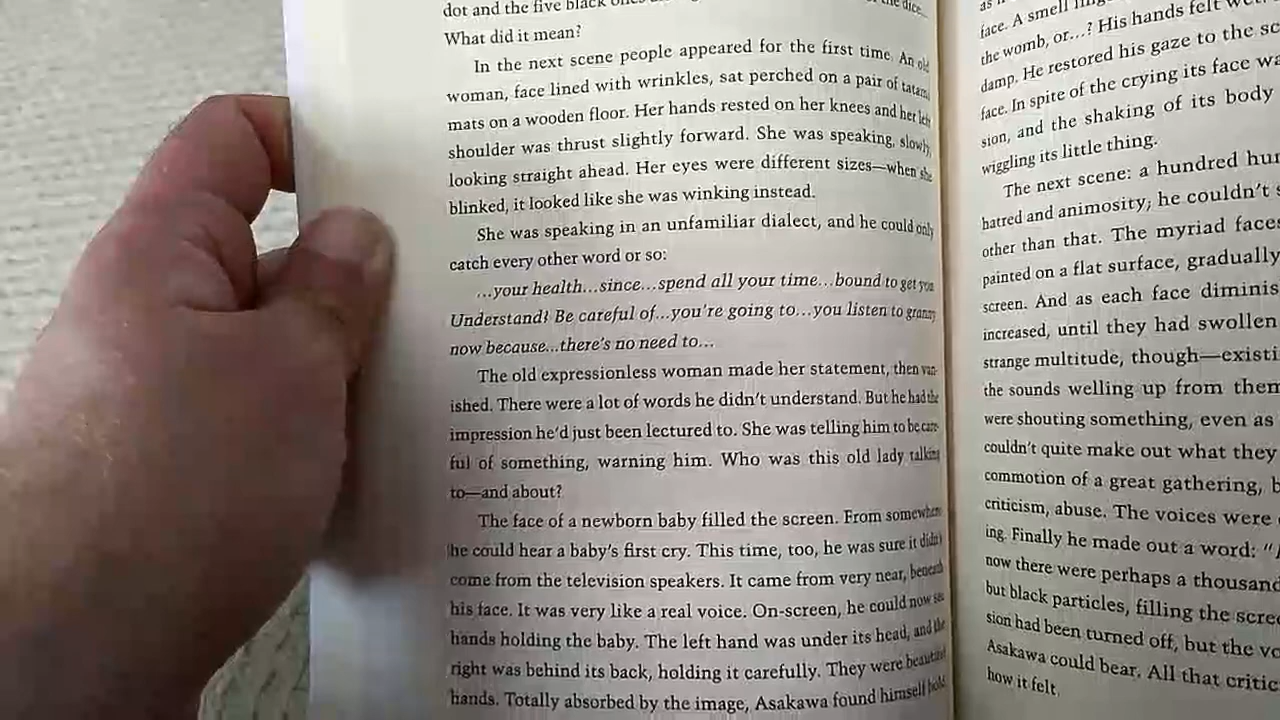 dot and the five black
the dice...
What did it mean?
In the next scene people appeared for the first time. An old
woman, face lined with wrinkles, sat perched on a pair of tatami
mats on a wooden floor. Her hands rested on her knees and her left
shoulder was thrust slightly forward. She was speaking, slowly,
looking straight ahead. Her eyes were different sizes—when she
blinked, it looked like she was winking instead.
She was speaking in an unfamiliar dialect, and he could only
catch every other word or so:
...your health...since...spend all your time...bound to get you
Understand? Be careful of...you're going to...you listen to granny
now because...there's no need to...
The old expressionless woman made her statement, then van-
ished. There were a lot of words he didn't understand. But he had the
impression he'd just been lectured to. She was telling him to be care-
ful of something, warning him. Who was this old lady talking
to—and about?
The face of a newborn baby filled the screen. From somewhere
he could hear a baby's first cry. This time, too, he was sure it didn't
come from the television speakers. It came from very near, beneath
his face. It was very like a real voice. On-screen, he could now see
hands holding the baby. The left hand was under its head, and the
right was behind its back, holding it carefully. They were beautiful
hands. Totally absorbed by the image, Asakawa found himself hold
face. A smell
the womb, or...? His hands felt
damp. He restored his gaze to the
face. In spite of the crying its face
sion, and the shaking of its body
wiggling its little thing.
The next scene: a hundred
hatred and animosity; he couldn't
other than that. The myriad
painted on a flat surface, gradually
screen. And as each face
increased, until they had swollen
strange multitude, though—
the sounds welling up from
were shouting something, even as
couldn't quite make out what they
commotion of a great gathering,
criticism, abuse. The voices were
ing. Finally he made out a word: "
now there were perhaps a thousand
but black particles, filling the
sion had been turned off, but the
Asakawa could bear. All that
how it felt.